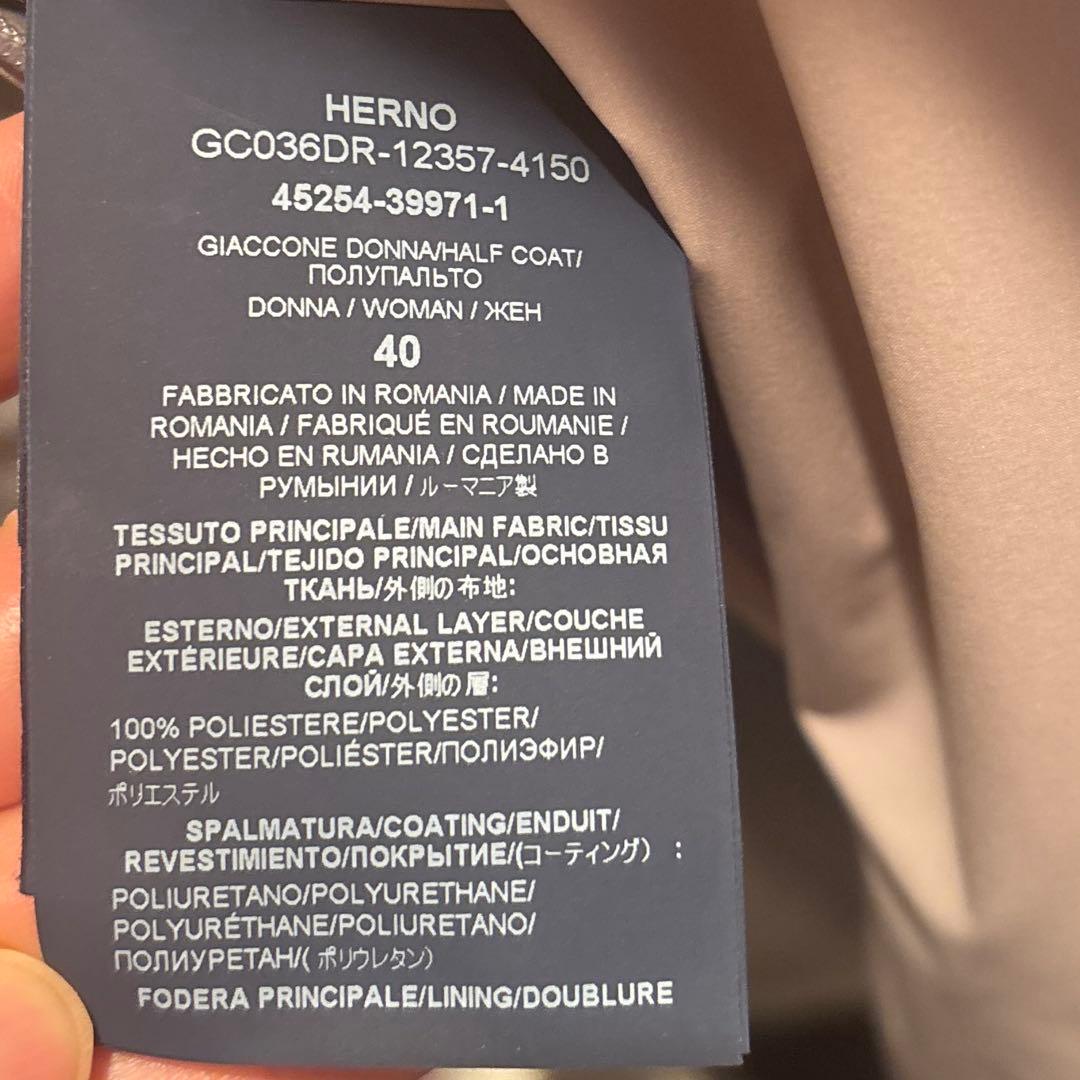 HERNO
GC036DR-12357-4150
45254-39971-1
GIACCONE DONNA/HALF COAT/
ПОЛУПАЛЬТО
DONNA / WOMAN / ЖЕН
40
FABBRICATO IN ROMANIA / MADE IN
ROMANIA / FABRIQUÉ EN ROUMANIE /
HECHO EN RUMANIA / СДЕЛАНО В
РУМЫНИИ / ルーマニア製
TESSUTO PRINCIPALE/MAIN FABRIC/TISSU
PRINCIPAL/TEJIDO PRINCIPAL/ОСНОВНАЯ
ТКАНЬ/外側の布地:
ESTERNO/EXTERNAL LAYER/COUCHE
EXTÉRIEURE/CAPA EXTERNA/ВНЕШНИЙ
СЛОЙ/外側の層:
100% POLIESTERE/POLYESTER/
POLYESTER/POLIÉSTER/ПОЛИЭФИР/
ポリエステル
SPALMATURA/COATING/ENDUIT/
REVESTIMIENTO/ПОКРЫТИЕ/(コーティング) :
POLIURETANO/POLYURETHANE/
POLYURÉTHANE/POLIURETANO/
ПОЛИУРЕТАН/( ポリウレタン)
FODERA PRINCIPALE/LINING/DOUBLURE